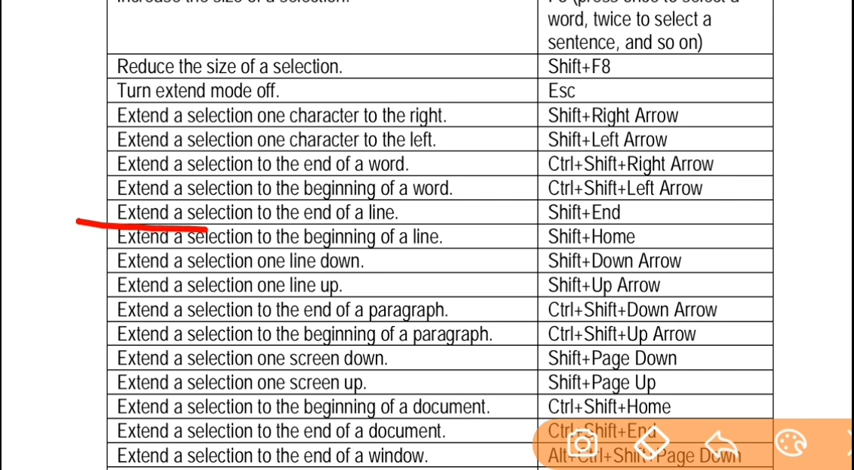 word, twice to select a
sentence, and so on)
Reduce the size of a selection. Shift+F8
Turn extend mode off. Esc
Extend a selection one character to the right. Shift+Right Arrow
Extend a selection one character to the left. Shift+Left Arrow
Extend a selection to the end of a word. Ctrl+Shift+Right Arrow
Extend a selection to the beginning of a word. Ctrl+Shift+Left Arrow
Extend a selection to the end of a line. Shift+End
Extend a selection to the beginning of a line. Shift+Home
Extend a selection one line down. Shift+Down Arrow
Extend a selection one line up. Shift+Up Arrow
Extend a selection to the end of a paragraph. Ctrl+Shift+Down Arrow
Extend a selection to the beginning of a paragraph. Ctrl+Shift+Up Arrow
Extend a selection one screen down. Shift+Page Down
Extend a selection one screen up. Shift+Page Up
Extend a selection to the beginning of a document. Ctrl+Shift+Home
Extend a selection to the end of a document. Ctrl+Shift+End
Extend a selection to the end of a window. Alt+Ctrl+Shift+Page Down